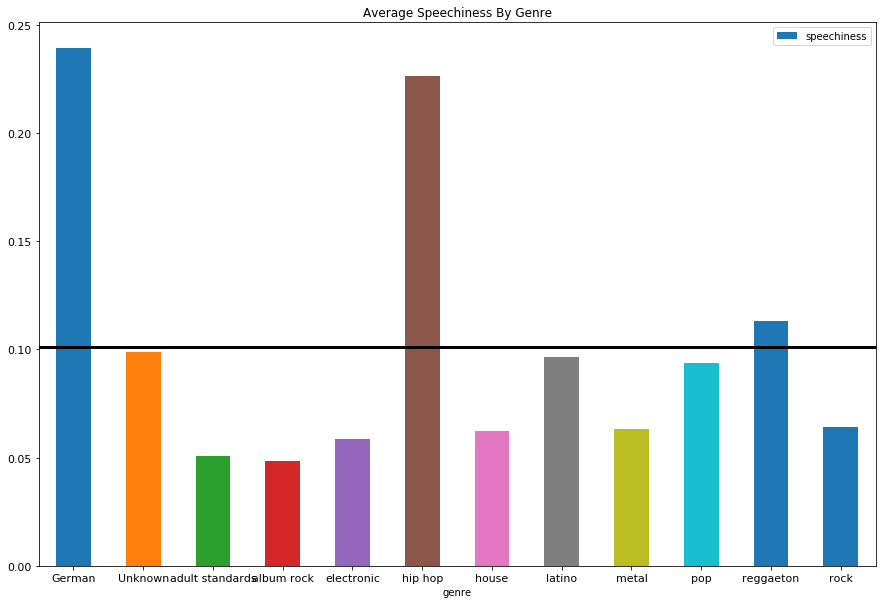 Average Speechiness By Genre
speechiness
0.25
0.20
0.15
0.10
0.05
0.00
German Unknown adult standards album rock electronic hip hop house latino metal pop reggaeton rock
genre